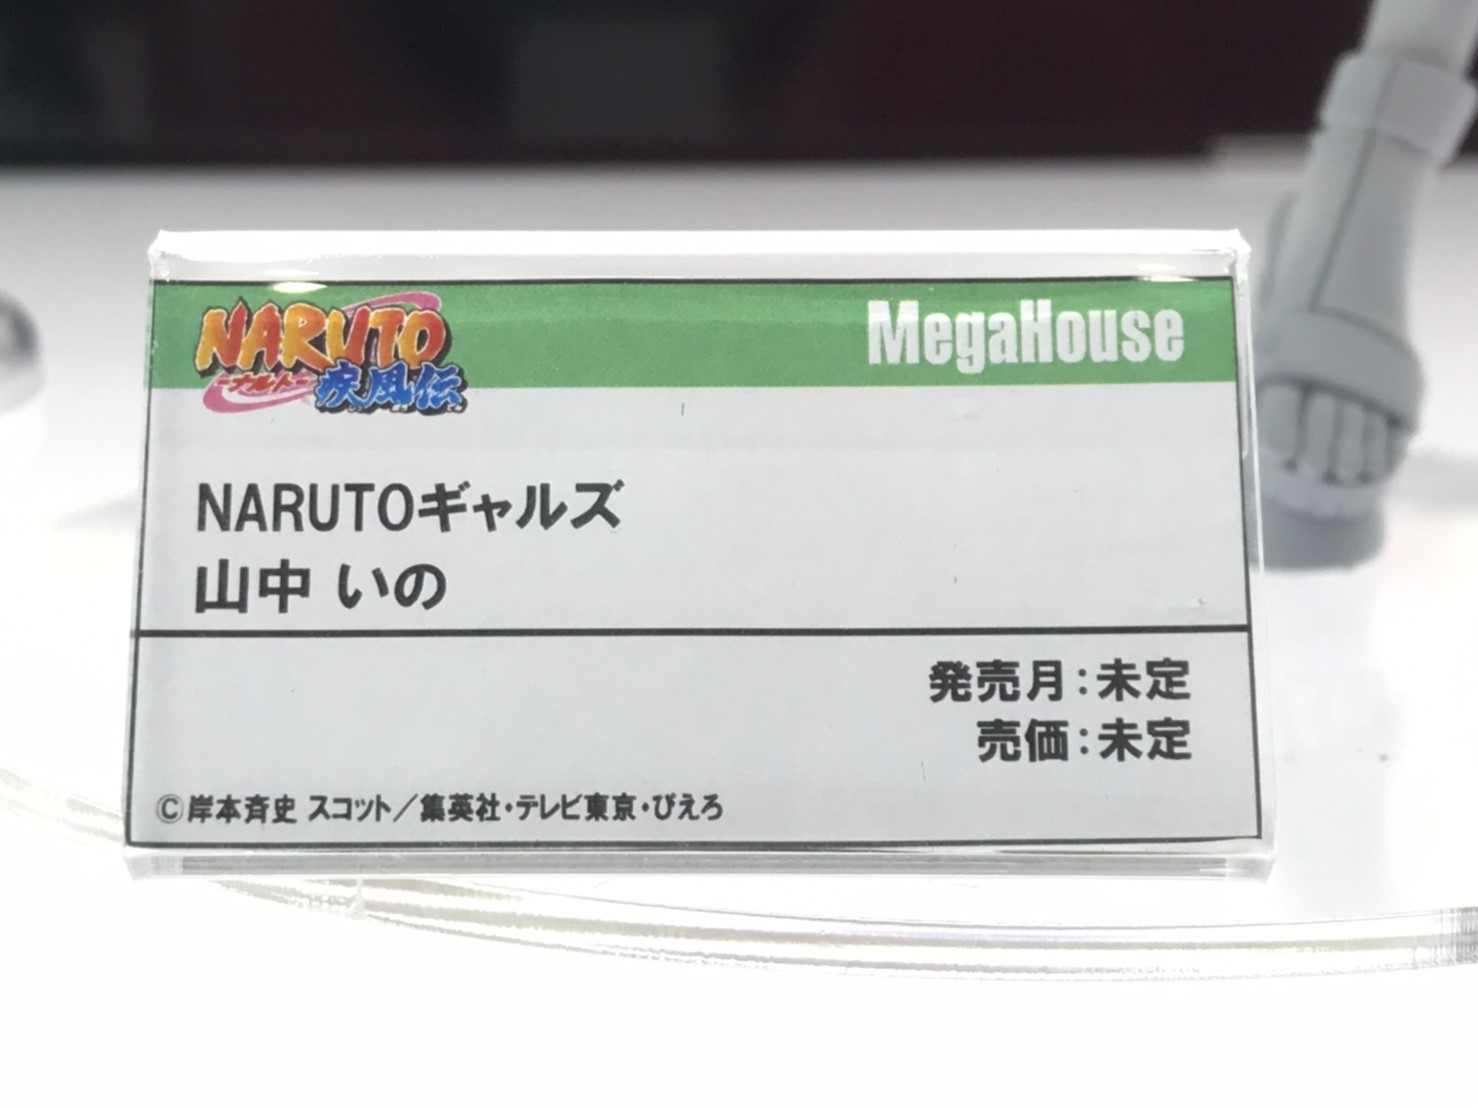 NARUTO
ーナルトー
疾風伝
MegaHouse
NARUTOギャルズ
山中 いの
発売月：未定
売価：未定
©岸本斉史 スコット／集英社・テレビ東京・ぴえろ